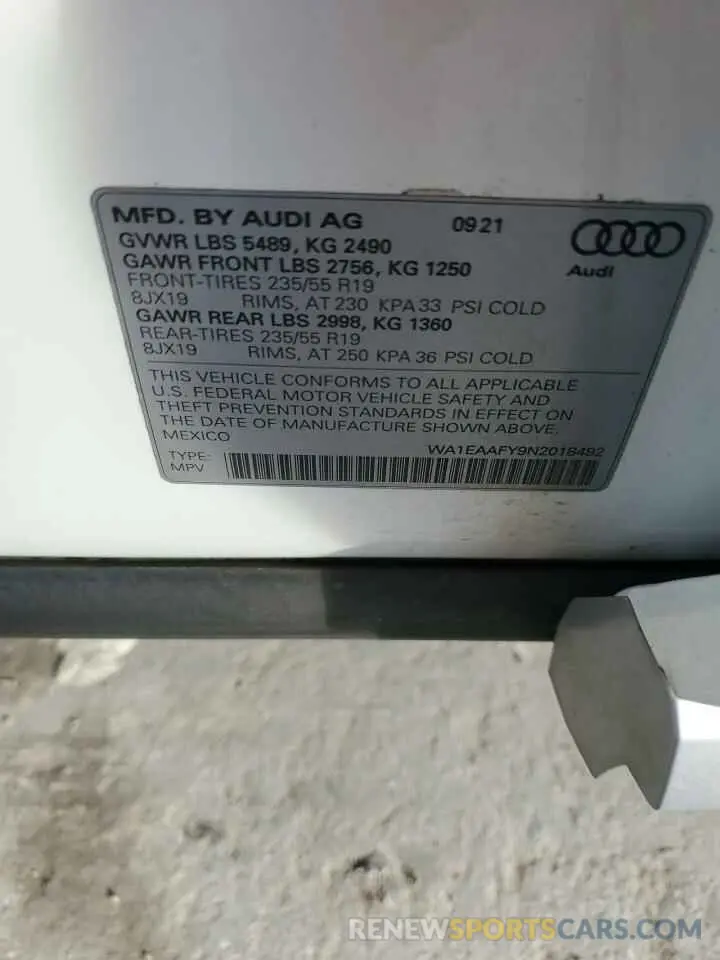 MFD. BY AUDI AG 09 21
GVWR LBS 5489, KG 2490
GAWR FRONT LBS 2756, KG 1250
Audi
FRONT-TIRES 235/55 R19
8JX19 RIMS, AT 230 KPA 33 PSI COLD
GAWR REAR LBS 2998, KG 1360
REAR-TIRES 235/55 R19
8JX19 RIMS, AT 250 KPA 36 PSI COLD
THIS VEHICLE CONFORMS TO ALL APPLICABLE
U.S. FEDERAL MOTOR VEHICLE SAFETY AND
THEFT PREVENTION STANDARDS IN EFFECT ON
THE DATE OF MANUFACTURE SHOWN ABOVE.
MEXICO
WA1EAAFY9N2018492
TYPE:
MPV
RENEWSPORTSCARS.COM